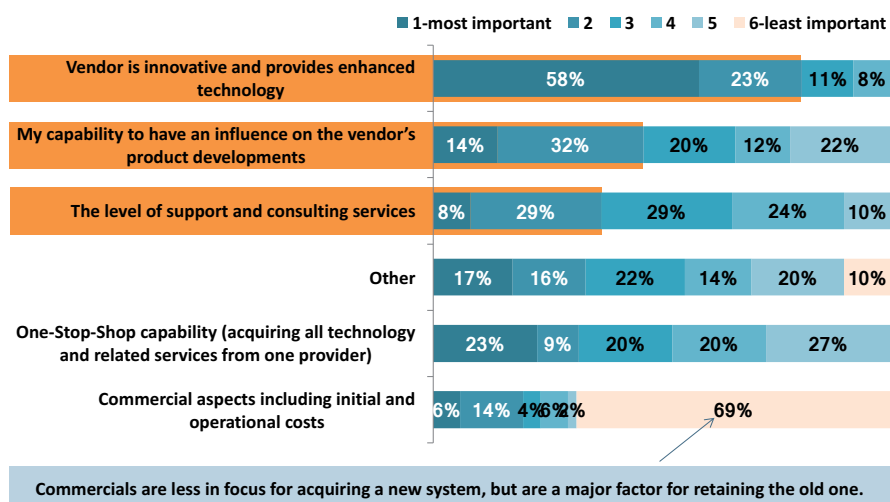 1-most important 2 3 4 5 6-least important
Vendor is innovative and provides enhanced
technology
58% 23% 11% 8%
My capability to have an influence on the vendor's
product developments
14% 32% 20% 12% 22%
The level of support and consulting services
8% 29% 29% 24% 10%
Other
17% 16% 22% 14% 20% 10%
One-Stop-Shop capability (acquiring all technology
and related services from one provider)
23% 9% 20% 20% 27%
Commercial aspects including initial and
operational costs
6% 14% 4% 6% 2% 69%
Commercials are less in focus for acquiring a new system, but are a major factor for retaining the old one.